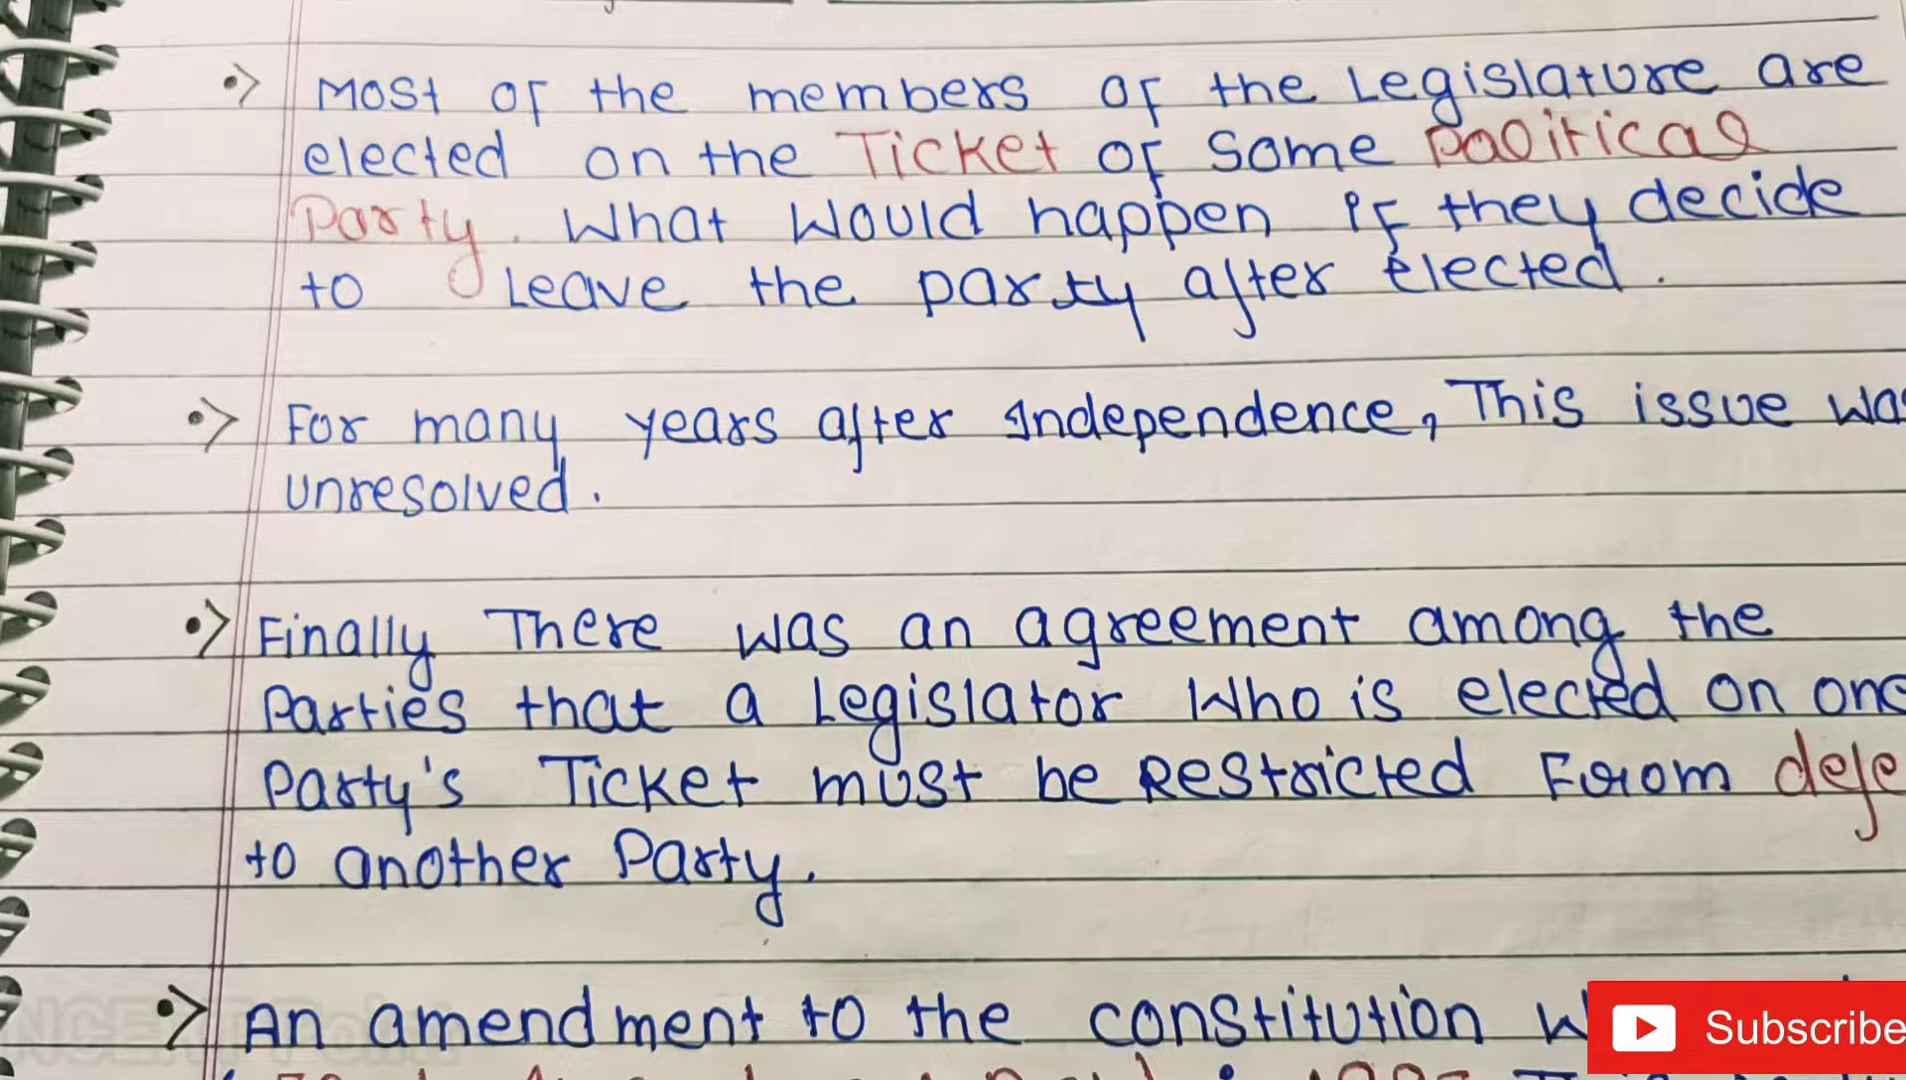 Most of the members of the Legislature are
elected on the Ticket of some Political
Party. What Would happen if they decide
to Leave the party after elected.
For many years after Independence, This issue was
unresolved.
Finally There was an agreement among the
Parties that a Legislator Who is elected on one
Party's Ticket must be Restricted From defe
to another Party.
An amendment to the constitution w
Subscribe